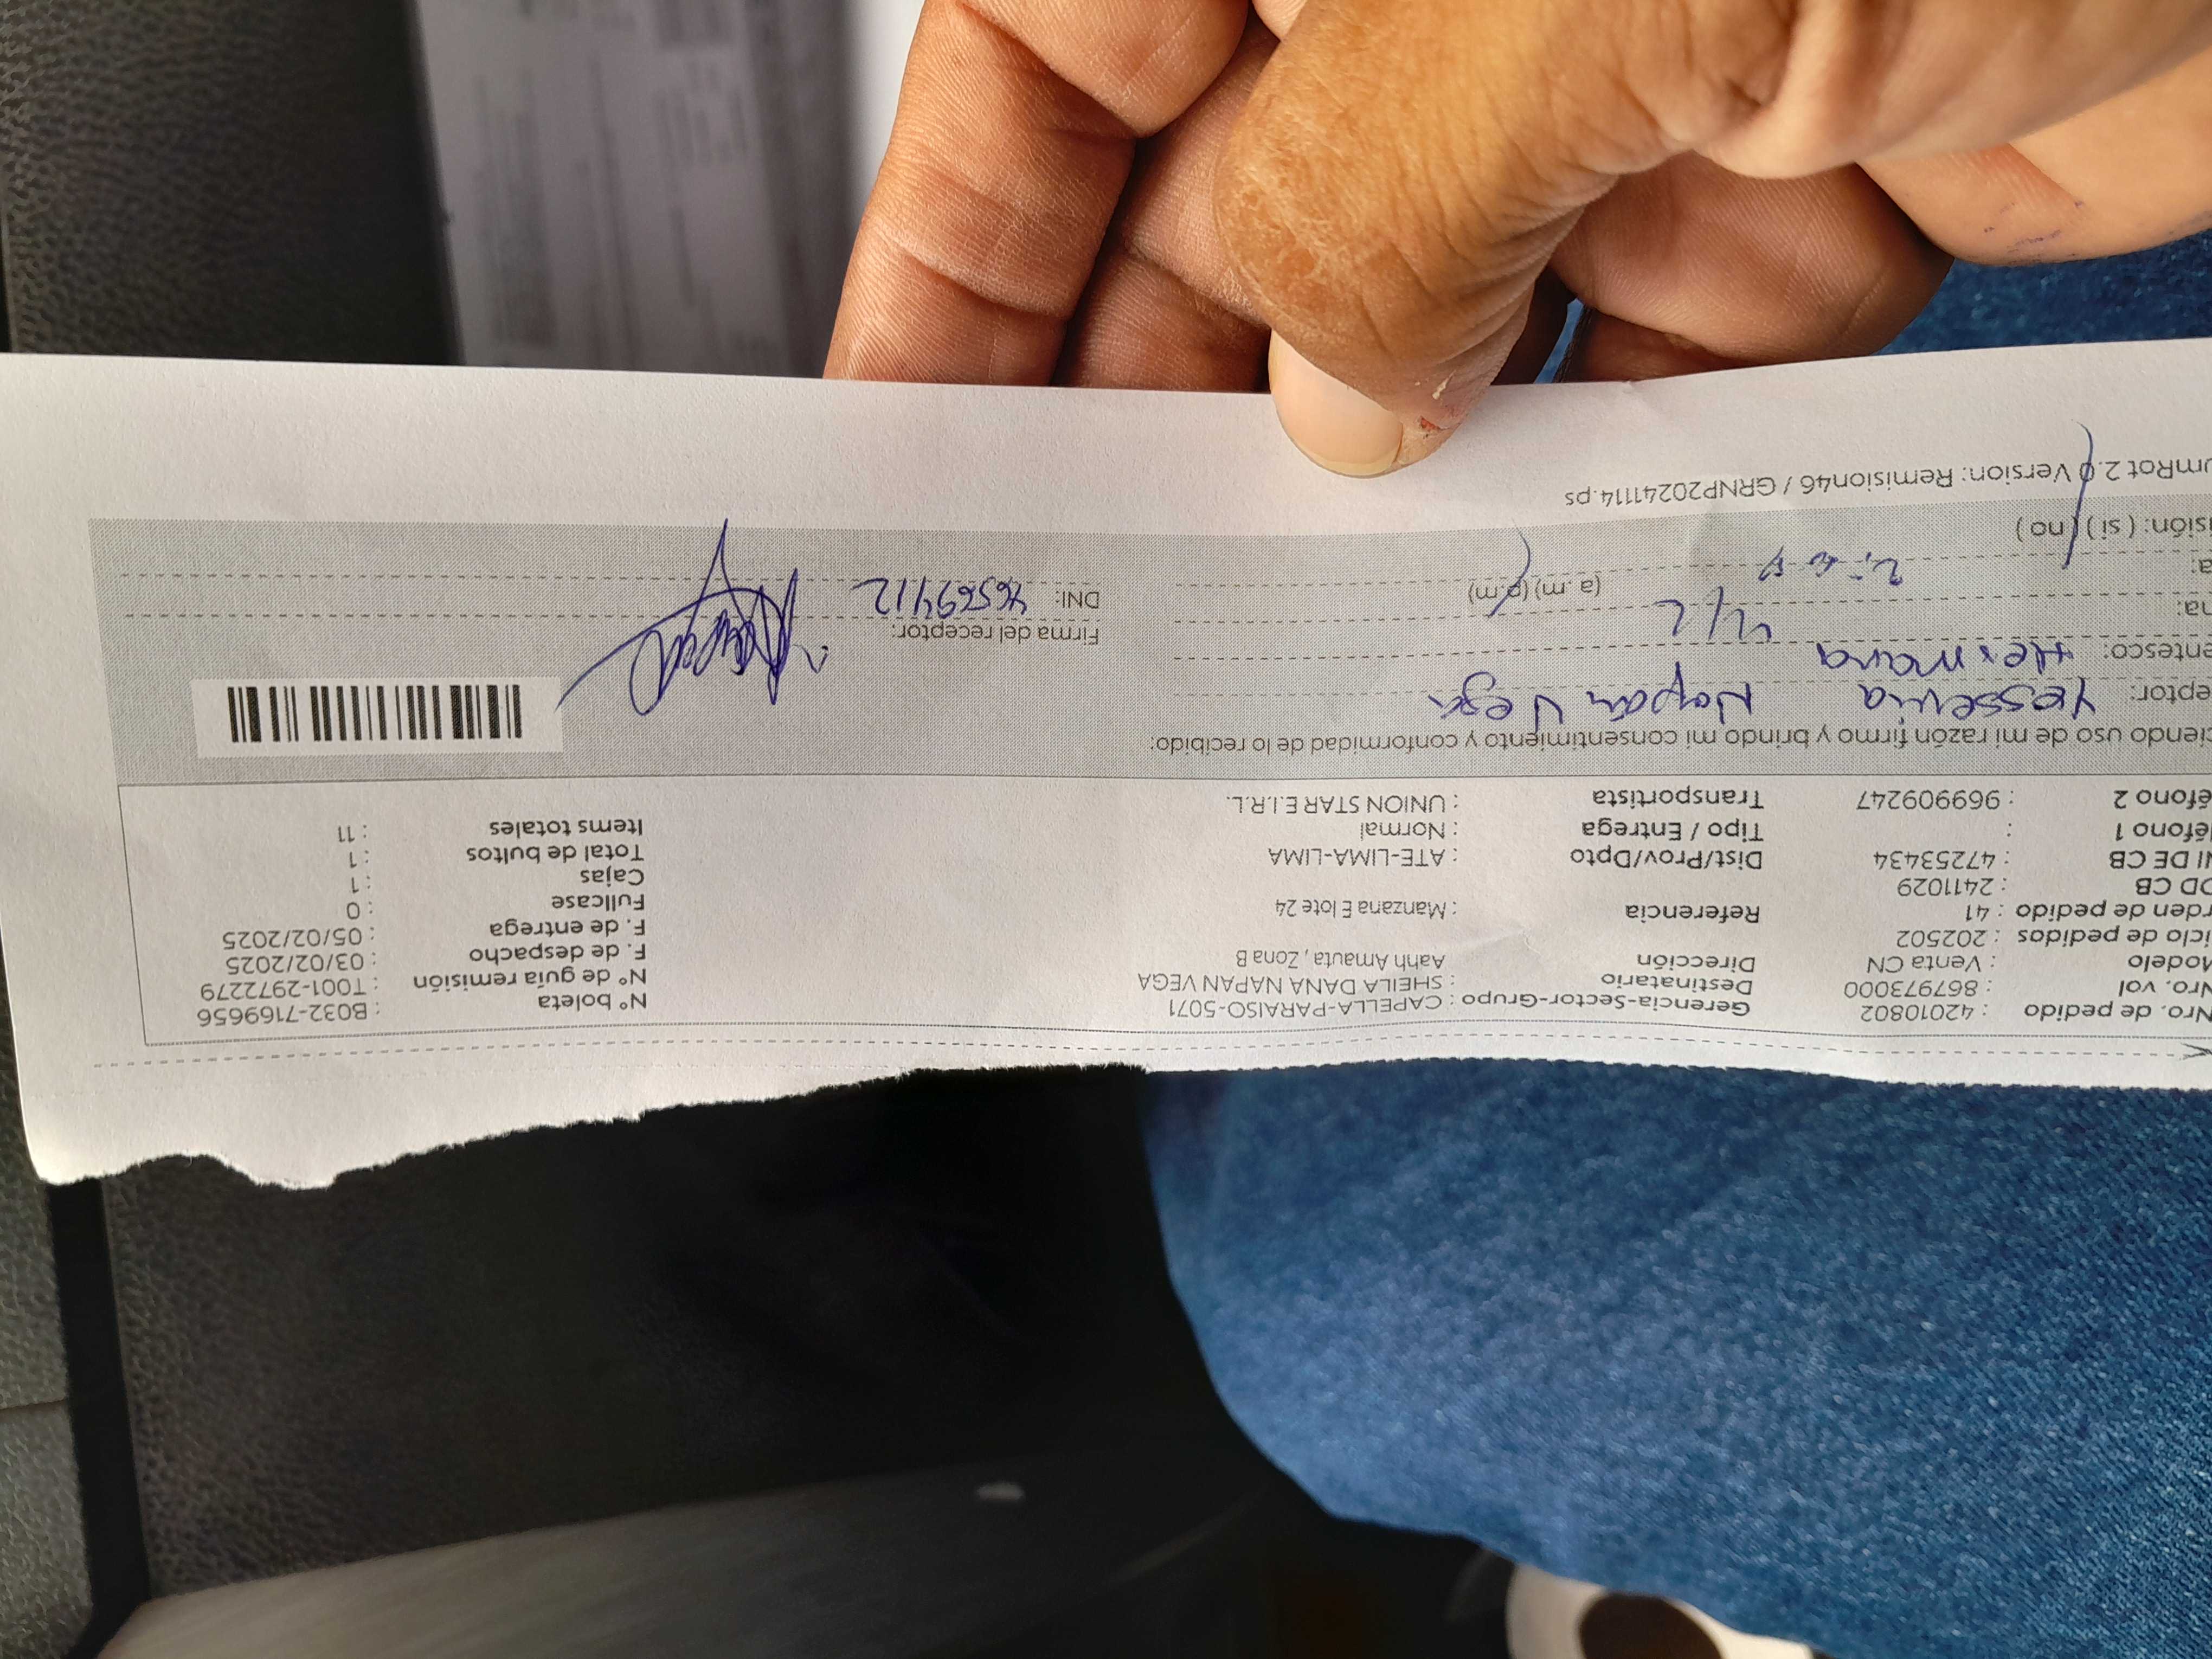 Nro. de pedido : 42010802 Gerencia-Sector-Grupo : CAPELLA-PARAISO-5071 N° boleta : B032-7169656
Nro. vol : 867973000 Destinatario : SHEILA DANA NAPAN VEGA N° de guía remisión : T001-2972279
Modelo : Venta CN Dirección Aahh Amauta, Zona B F. de despacho : 03/02/2025
iclo de pedidos : 202502 F. de entrega : 05/02/2025
rden de pedido : 41 Referencia : Manzana E lote 24 Fullcase : 0
OD CB : 2411029 Cajas : 1
NI DE CB : 47253434 Dist/Prov/Dpto : ATE-LIMA-LIMA Total de bultos : 1
léfono 1 : Tipo / Entrega : Normal Items totales : 11
éfono 2 : 969909247 Transportista : UNION STAR E.I.R.L.
ciendo uso de mi razón firmo y brindo mi consentimiento y conformidad de lo recibido:
eptor: Yessenia Napán Vega
entesco: Hermana
na: 4/2 Firma del receptor:
a: (a.m) (p.m) DNI: 46569412
isión: ( si ) ( no )
umRot 2.0 Version: Remision46 / GRNP20241114.ps